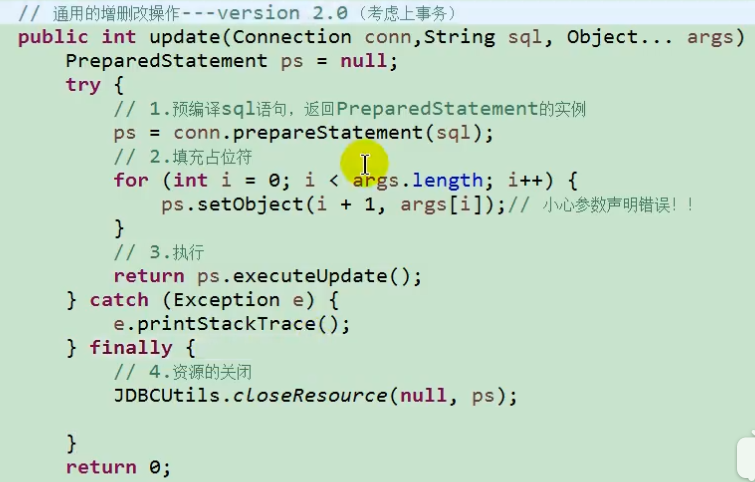 // 通用的增删改操作---version 2.0（考虑上事务）
public int update(Connection conn,String sql, Object... args)
PreparedStatement ps = null;
try {
// 1.预编译sql语句，返回PreparedStatement的实例
ps = conn.prepareStatement(sql);
// 2.填充占位符
for (int i = 0; i < args.length; i++) {
ps.setObject(i + 1, args[i]);// 小心参数声明错误！！
}
// 3.执行
return ps.executeUpdate();
} catch (Exception e) {
e.printStackTrace();
} finally {
// 4.资源的关闭
JDBCUtils.closeResource(null, ps);
}
return 0;